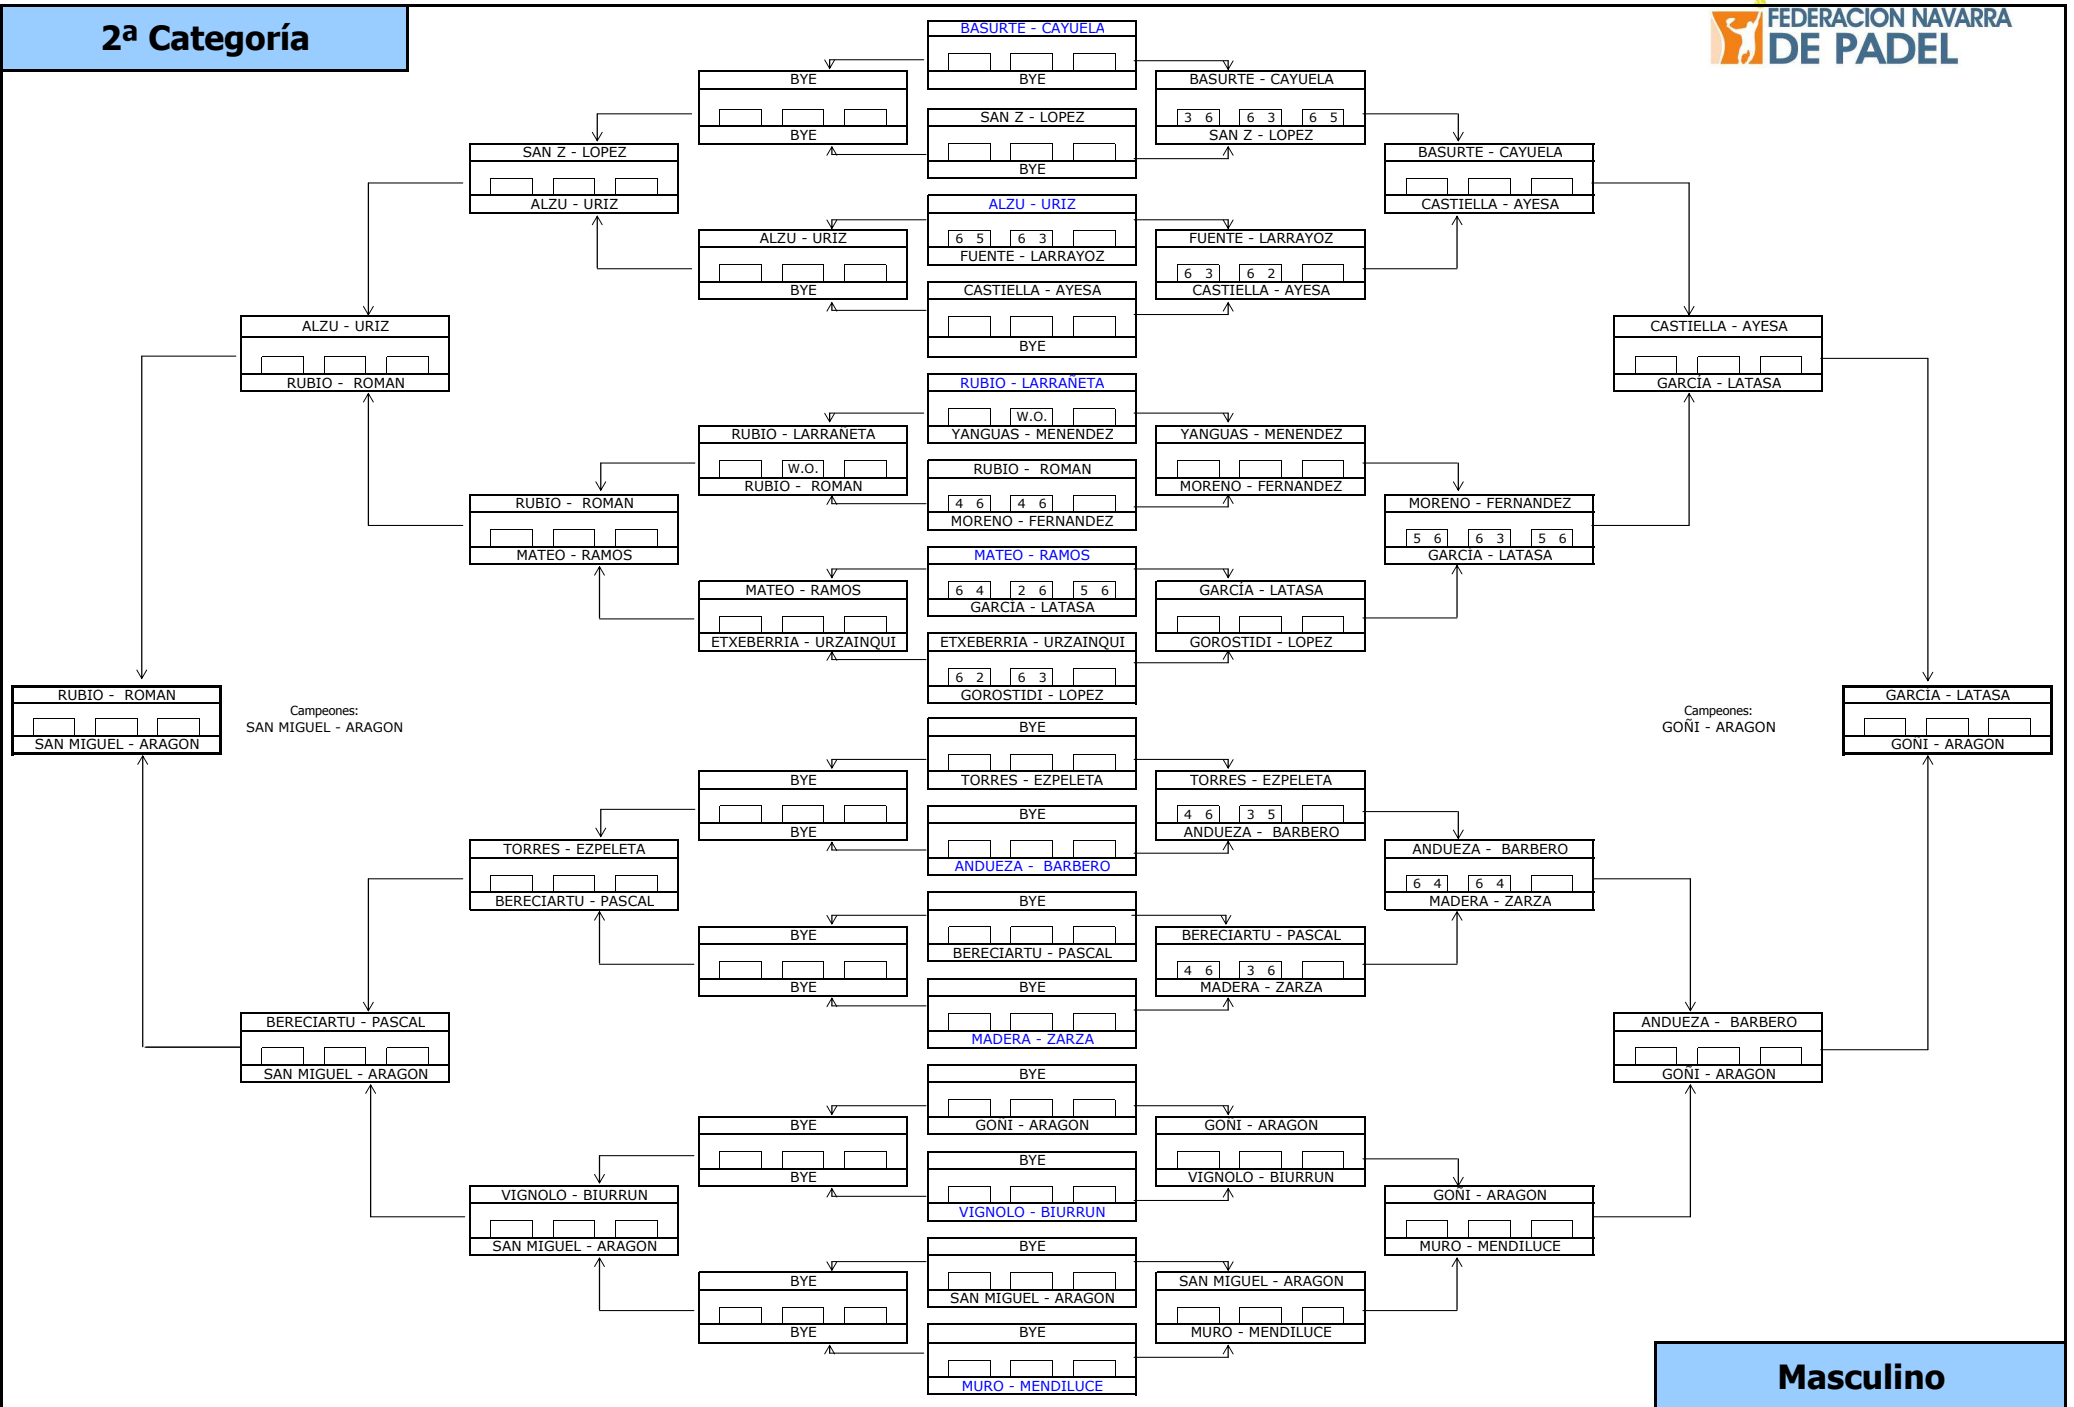 2ª Categoría
FEDERACION NAVARRA
DE PADEL
BASURTE - CAYUELA
BYE
SAN Z - LOPEZ
BYE
ALZU - URIZ
6 5 6 3
FUENTE - LARRAYOZ
CASTIELLA - AYESA
BYE
RUBIO - LARRAÑETA
W.O.
YANGUAS - MENENDEZ
RUBIO - ROMAN
4 6 4 6
MORENO - FERNANDEZ
MATEO - RAMOS
6 4 2 6 5 6
GARCÍA - LATASA
ETXEBERRIA - URZAINQUI
6 2 6 3
GOROSTIDI - LOPEZ
BYE
TORRES - EZPELETA
BYE
ANDUEZA - BARBERO
BYE
BERECIARTU - PASCAL
BYE
MADERA - ZARZA
BYE
GOÑI - ARAGON
BYE
VIGNOLO - BIURRUN
BYE
SAN MIGUEL - ARAGON
BYE
MURO - MENDILUCE
BYE
BYE
ALZU - URIZ
BYE
RUBIO - LARRAÑETA
W.O.
RUBIO - ROMAN
MATEO - RAMOS
ETXEBERRIA - URZAINQUI
BYE
BYE
BYE
BYE
BYE
BYE
BYE
BYE
SAN Z - LOPEZ
ALZU - URIZ
RUBIO - ROMAN
MATEO - RAMOS
TORRES - EZPELETA
BERECIARTU - PASCAL
VIGNOLO - BIURRUN
SAN MIGUEL - ARAGON
ALZU - URIZ
RUBIO - ROMAN
BERECIARTU - PASCAL
SAN MIGUEL - ARAGON
RUBIO - ROMAN
SAN MIGUEL - ARAGON
Campeones:
SAN MIGUEL - ARAGON
BASURTE - CAYUELA
3 6 6 3 6 5
SAN Z - LOPEZ
FUENTE - LARRAYOZ
6 3 6 2
CASTIELLA - AYESA
YANGUAS - MENENDEZ
MORENO - FERNANDEZ
GARCÍA - LATASA
GOROSTIDI - LOPEZ
TORRES - EZPELETA
4 6 3 5
ANDUEZA - BARBERO
BERECIARTU - PASCAL
4 6 3 6
MADERA - ZARZA
GOÑI - ARAGON
VIGNOLO - BIURRUN
SAN MIGUEL - ARAGON
MURO - MENDILUCE
BASURTE - CAYUELA
CASTIELLA - AYESA
MORENO - FERNANDEZ
5 6 6 3 5 6
GARCÍA - LATASA
ANDUEZA - BARBERO
6 4 6 4
MADERA - ZARZA
GOÑI - ARAGON
MURO - MENDILUCE
CASTIELLA - AYESA
GARCÍA - LATASA
ANDUEZA - BARBERO
GOÑI - ARAGON
Campeones:
GOÑI - ARAGON
GARCÍA - LATASA
GOÑI - ARAGON
Masculino